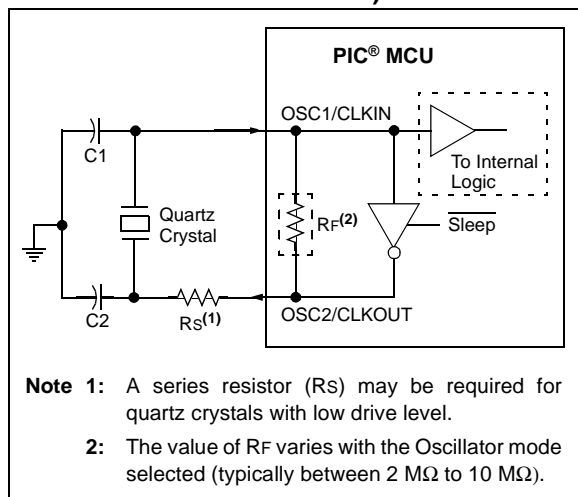 PIC® MCU
OSC1/CLKIN
C1
To Internal
Logic
Quartz
Crystal
RF(2)
Sleep
C2
RS(1)
OSC2/CLKOUT
Note 1: A series resistor (RS) may be required for
quartz crystals with low drive level.
2: The value of RF varies with the Oscillator mode
selected (typically between 2 MΩ to 10 MΩ).